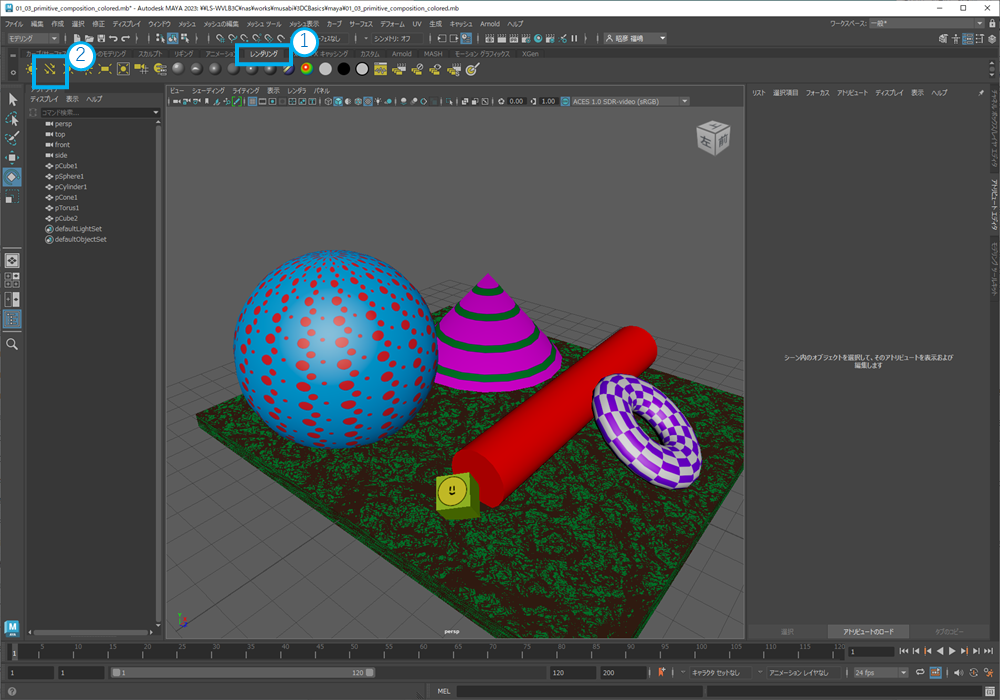 01_03_primitive_composition_colored.mb* - Autodesk MAYA 2023: ¥¥LS-WVLB3C¥nas¥works¥musabi¥3DCBasics¥maya¥01_03_primitive_composition_colored.mb
ファイル 編集 作成 選択 修正 ディスプレイ ウィンドウ メッシュ メッシュの編集 メッシュ ツール メッシュ表示 カーブ サーフェス デフォーム UV 生成 キャッシュ Arnold ヘルプ
ワークスペース: 一般*
モデリング
シンメトリ: オフ
①
②
スカルプト リギング アニメーション レンダリング キャッシング カスタム Arnold MASH モーション グラフィックス XGen
ディスプレイ 表示 ヘルプ
コマンド検索...
persp
top
front
side
pCube1
pSphere1
pCylinder1
pCone1
pTorus1
pCube2
defaultLightSet
defaultObjectSet
ビュー シェーディング ライティング 表示 レンダラ パネル
0.00 1.00 ACES 1.0 SDR-video (sRGB)
左 前
persp
リスト 選択項目 フォーカス アトリビュート ディスプレイ 表示 ヘルプ
シーン内のオブジェクトを選択して、そのアトリビュートを表示および
編集します
アトリビュート エディタ
選択 アトリビュートのロード タブのコピー
1 5 10 15 20 25 30 35 40 45 50 55 60 65 70 75 80 85 90 95 100 105 110 115 120 1
1 1 1 120 120 200 キャラクタ セットなし アニメーション レイヤなし 24 fps
MEL